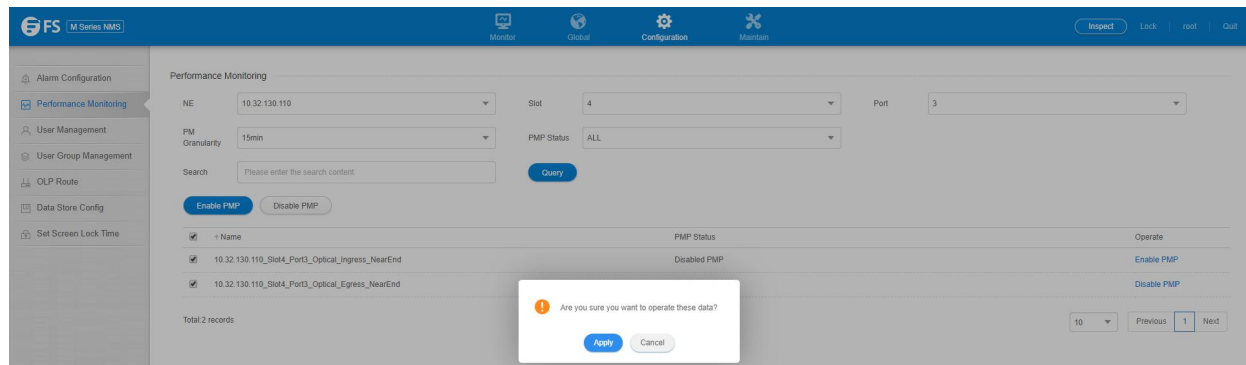 FS M Series NMS
Monitor Global Configuration Maintain
Inspect Lock root Quit
Alarm Configuration
Performance Monitoring
User Management
User Group Management
OLP Route
Data Store Config
Set Screen Lock Time
Performance Monitoring
NE 10.32.130.110 Slot 4 Port 3
PM Granularity 15min PMP Status ALL
Search Please enter the search content Query
Enable PMP Disable PMP
Name PMP Status Operate
10.32.130.110_Slot4_Port3_Optical_Ingress_NearEnd Disabled PMP Enable PMP
10.32.130.110_Slot4_Port3_Optical_Egress_NearEnd Disable PMP
Are you sure you want to operate these data?
Apply Cancel
Total:2 records 10 Previous 1 Next